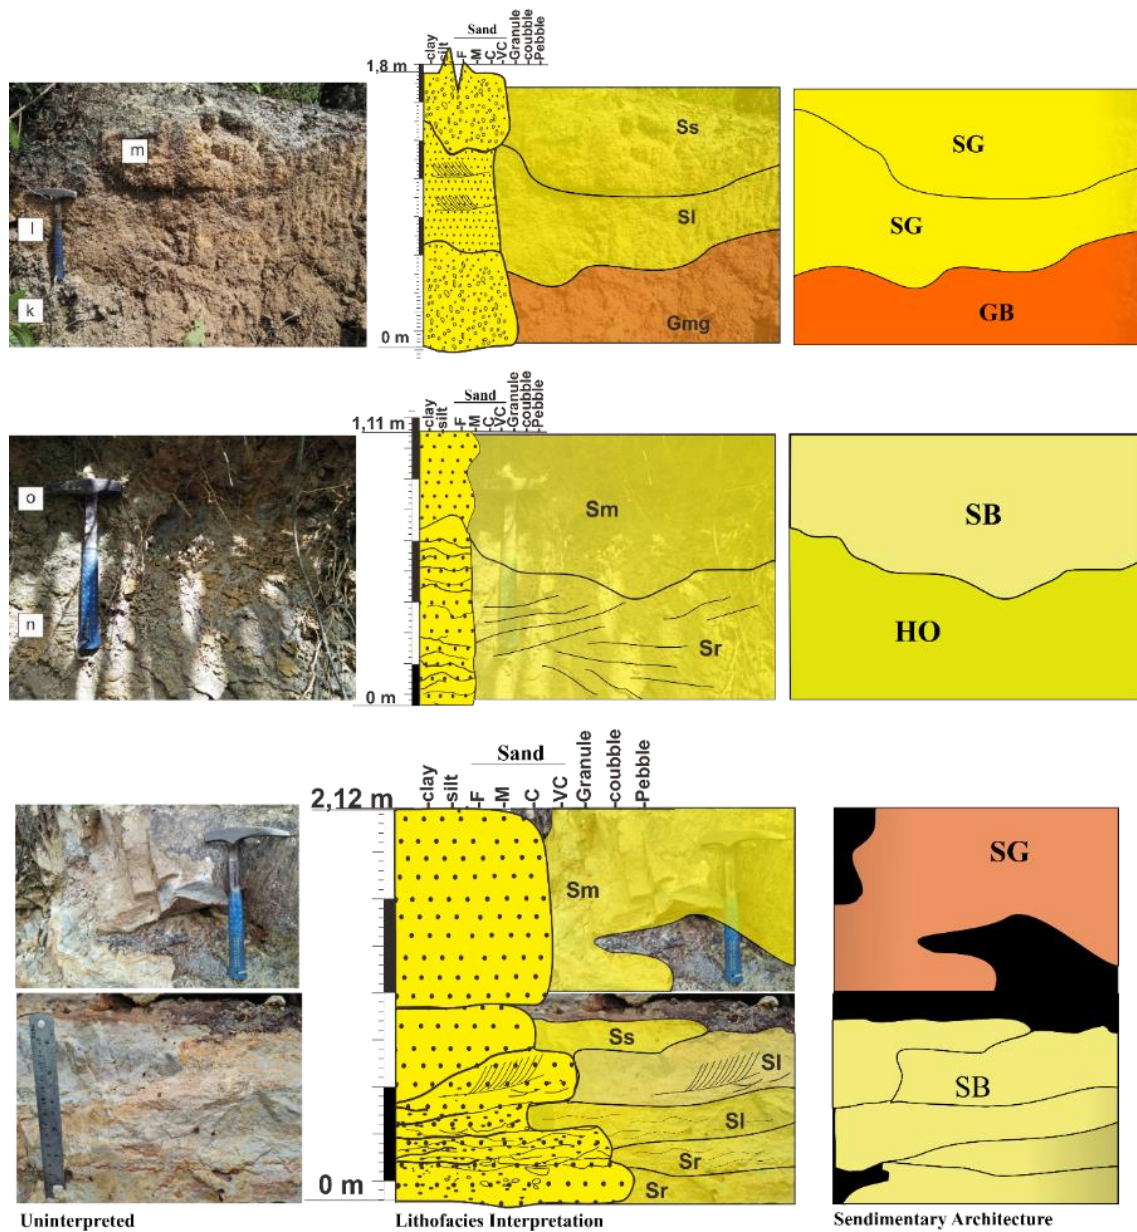 Sand
clay
silt
F
M
C
VC
Granule
coubble
Pebble
1,8 m
m
l
k
Ss
Sl
Gmg
0 m
SG
SG
GB
Sand
clay
silt
F
M
C
VC
Granule
coubble
Pebble
1,11 m
o
n
Sm
Sr
0 m
SB
HO
Sand
clay
silt
F
M
C
VC
Granule
coubble
Pebble
2,12 m
Sm
Ss
Sl
Sl
Sr
Sr
0 m
SG
SB
Uninterpreted
Lithofacies Interpretation
Sendimentary Architecture